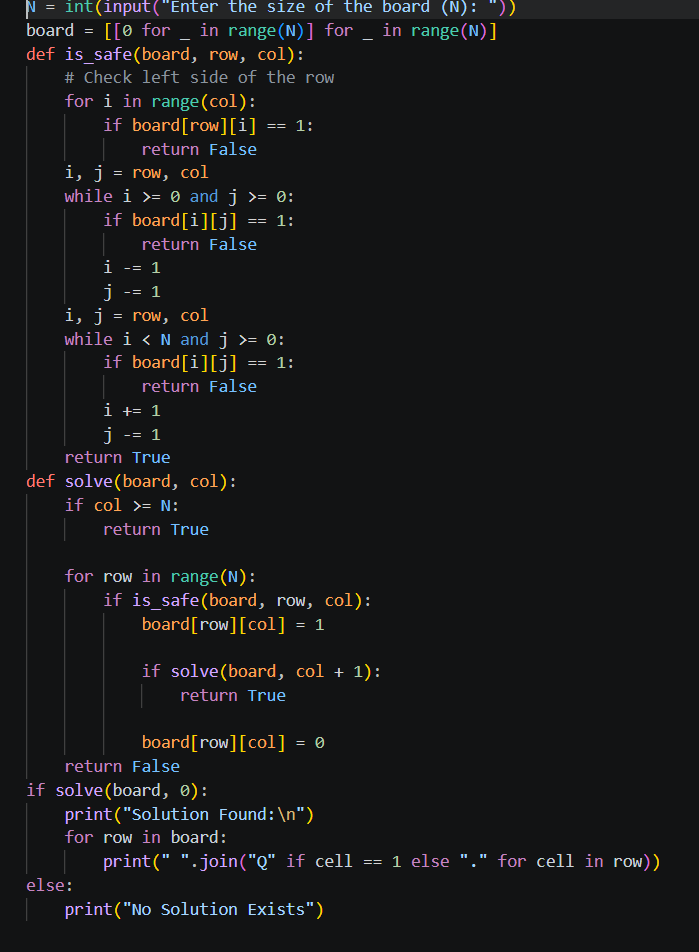 N = int(input("Enter the size of the board (N): "))
board = [[0 for _ in range(N)] for _ in range(N)]
def is_safe(board, row, col):
    # Check left side of the row
    for i in range(col):
        if board[row][i] == 1:
            return False
    i, j = row, col
    while i >= 0 and j >= 0:
        if board[i][j] == 1:
            return False
        i -= 1
        j -= 1
    i, j = row, col
    while i < N and j >= 0:
        if board[i][j] == 1:
            return False
        i += 1
        j -= 1
    return True
def solve(board, col):
    if col >= N:
        return True

    for row in range(N):
        if is_safe(board, row, col):
            board[row][col] = 1

            if solve(board, col + 1):
                return True

            board[row][col] = 0
    return False
if solve(board, 0):
    print("Solution Found:\n")
    for row in board:
        print(" ".join("Q" if cell == 1 else "." for cell in row))
else:
    print("No Solution Exists")